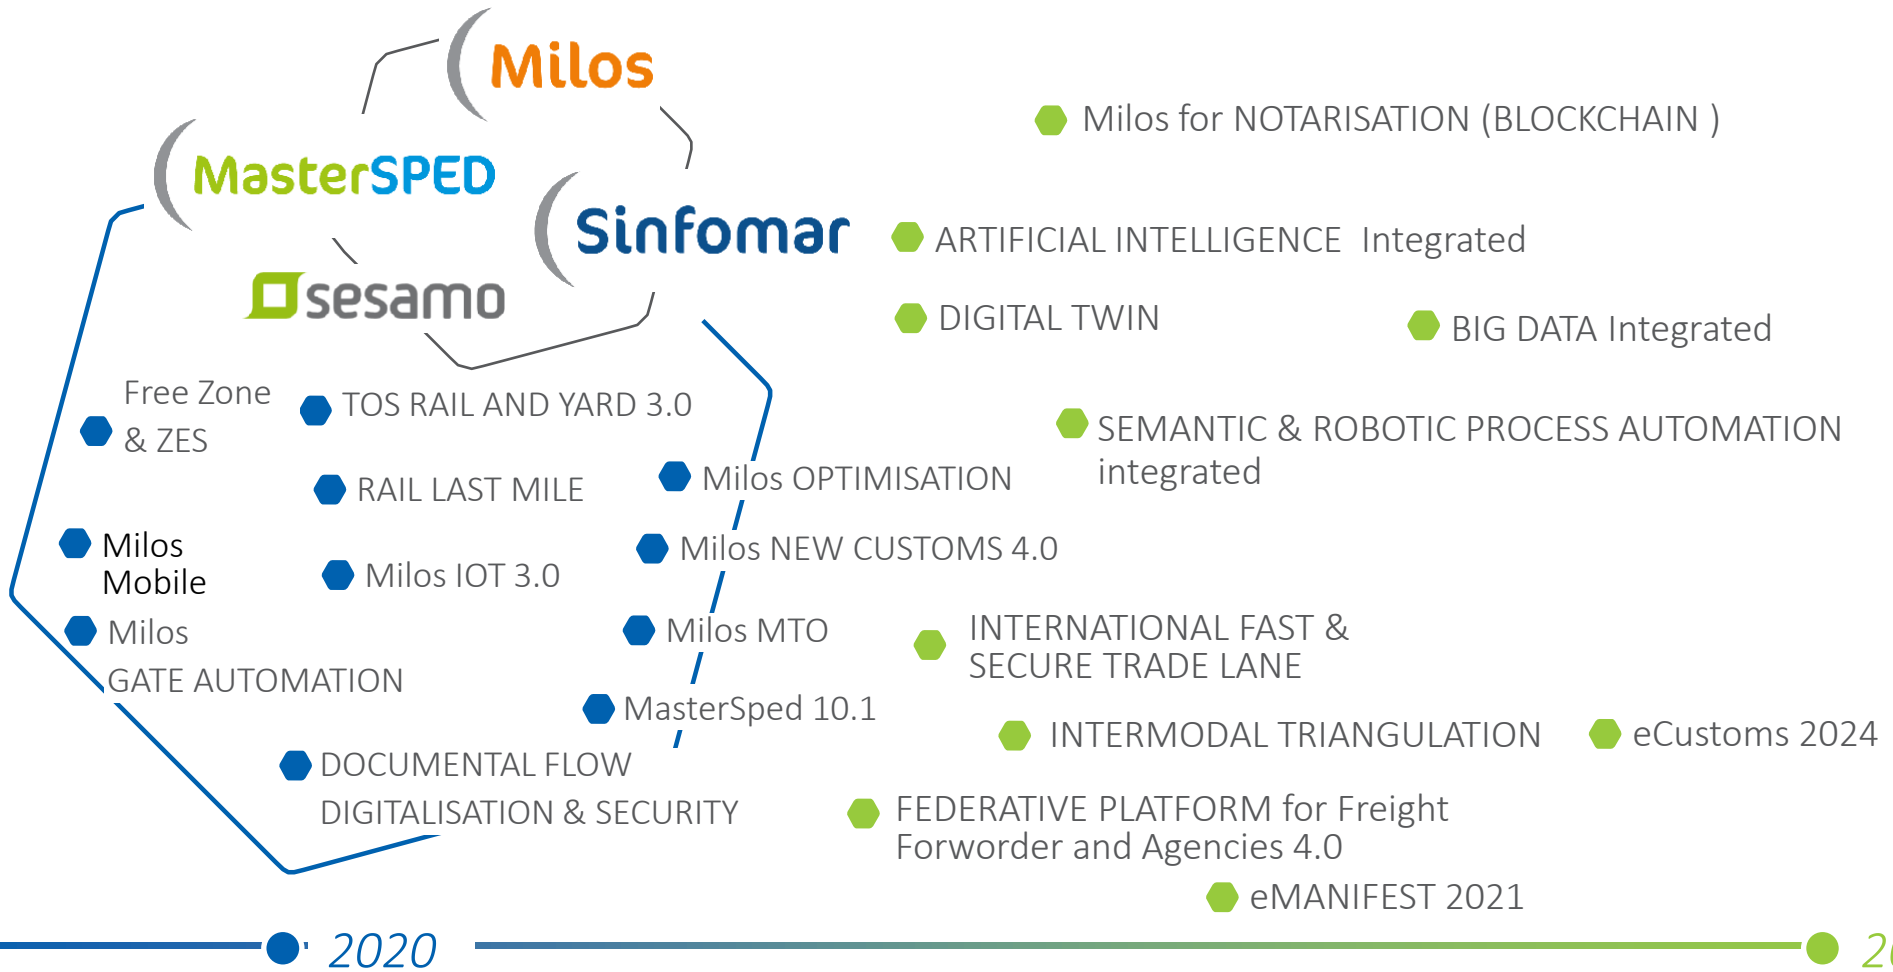 Milos
MasterSPED
Sinfomar
sesamo
Milos for NOTARISATION (BLOCKCHAIN )
ARTIFICIAL INTELLIGENCE Integrated
DIGITAL TWIN
BIG DATA Integrated
SEMANTIC & ROBOTIC PROCESS AUTOMATION
integrated
Free Zone
& ZES
TOS RAIL AND YARD 3.0
RAIL LAST MILE
Milos OPTIMISATION
Milos
Mobile
Milos IOT 3.0
Milos NEW CUSTOMS 4.0
Milos
GATE AUTOMATION
Milos MTO
MasterSped 10.1
DOCUMENTAL FLOW
DIGITALISATION & SECURITY
INTERNATIONAL FAST &
SECURE TRADE LANE
INTERMODAL TRIANGULATION
eCustoms 2024
FEDERATIVE PLATFORM for Freight
Forworder and Agencies 4.0
eMANIFEST 2021
2020